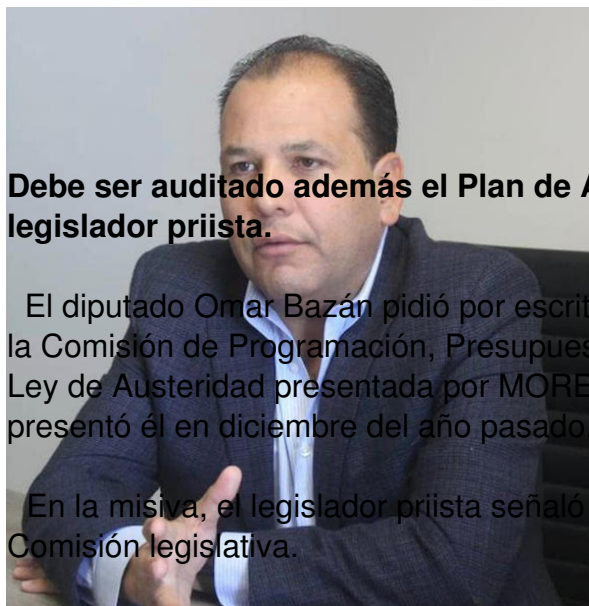 Debe ser auditado además el Plan de
legislador priista.
El diputado Omar Bazán pidió por
la Comisión de Programación,
Ley de Austeridad presentada por
presentó él en diciembre del año pasado
En la misiva, el legislador priista señaló
Comisión legislativa.